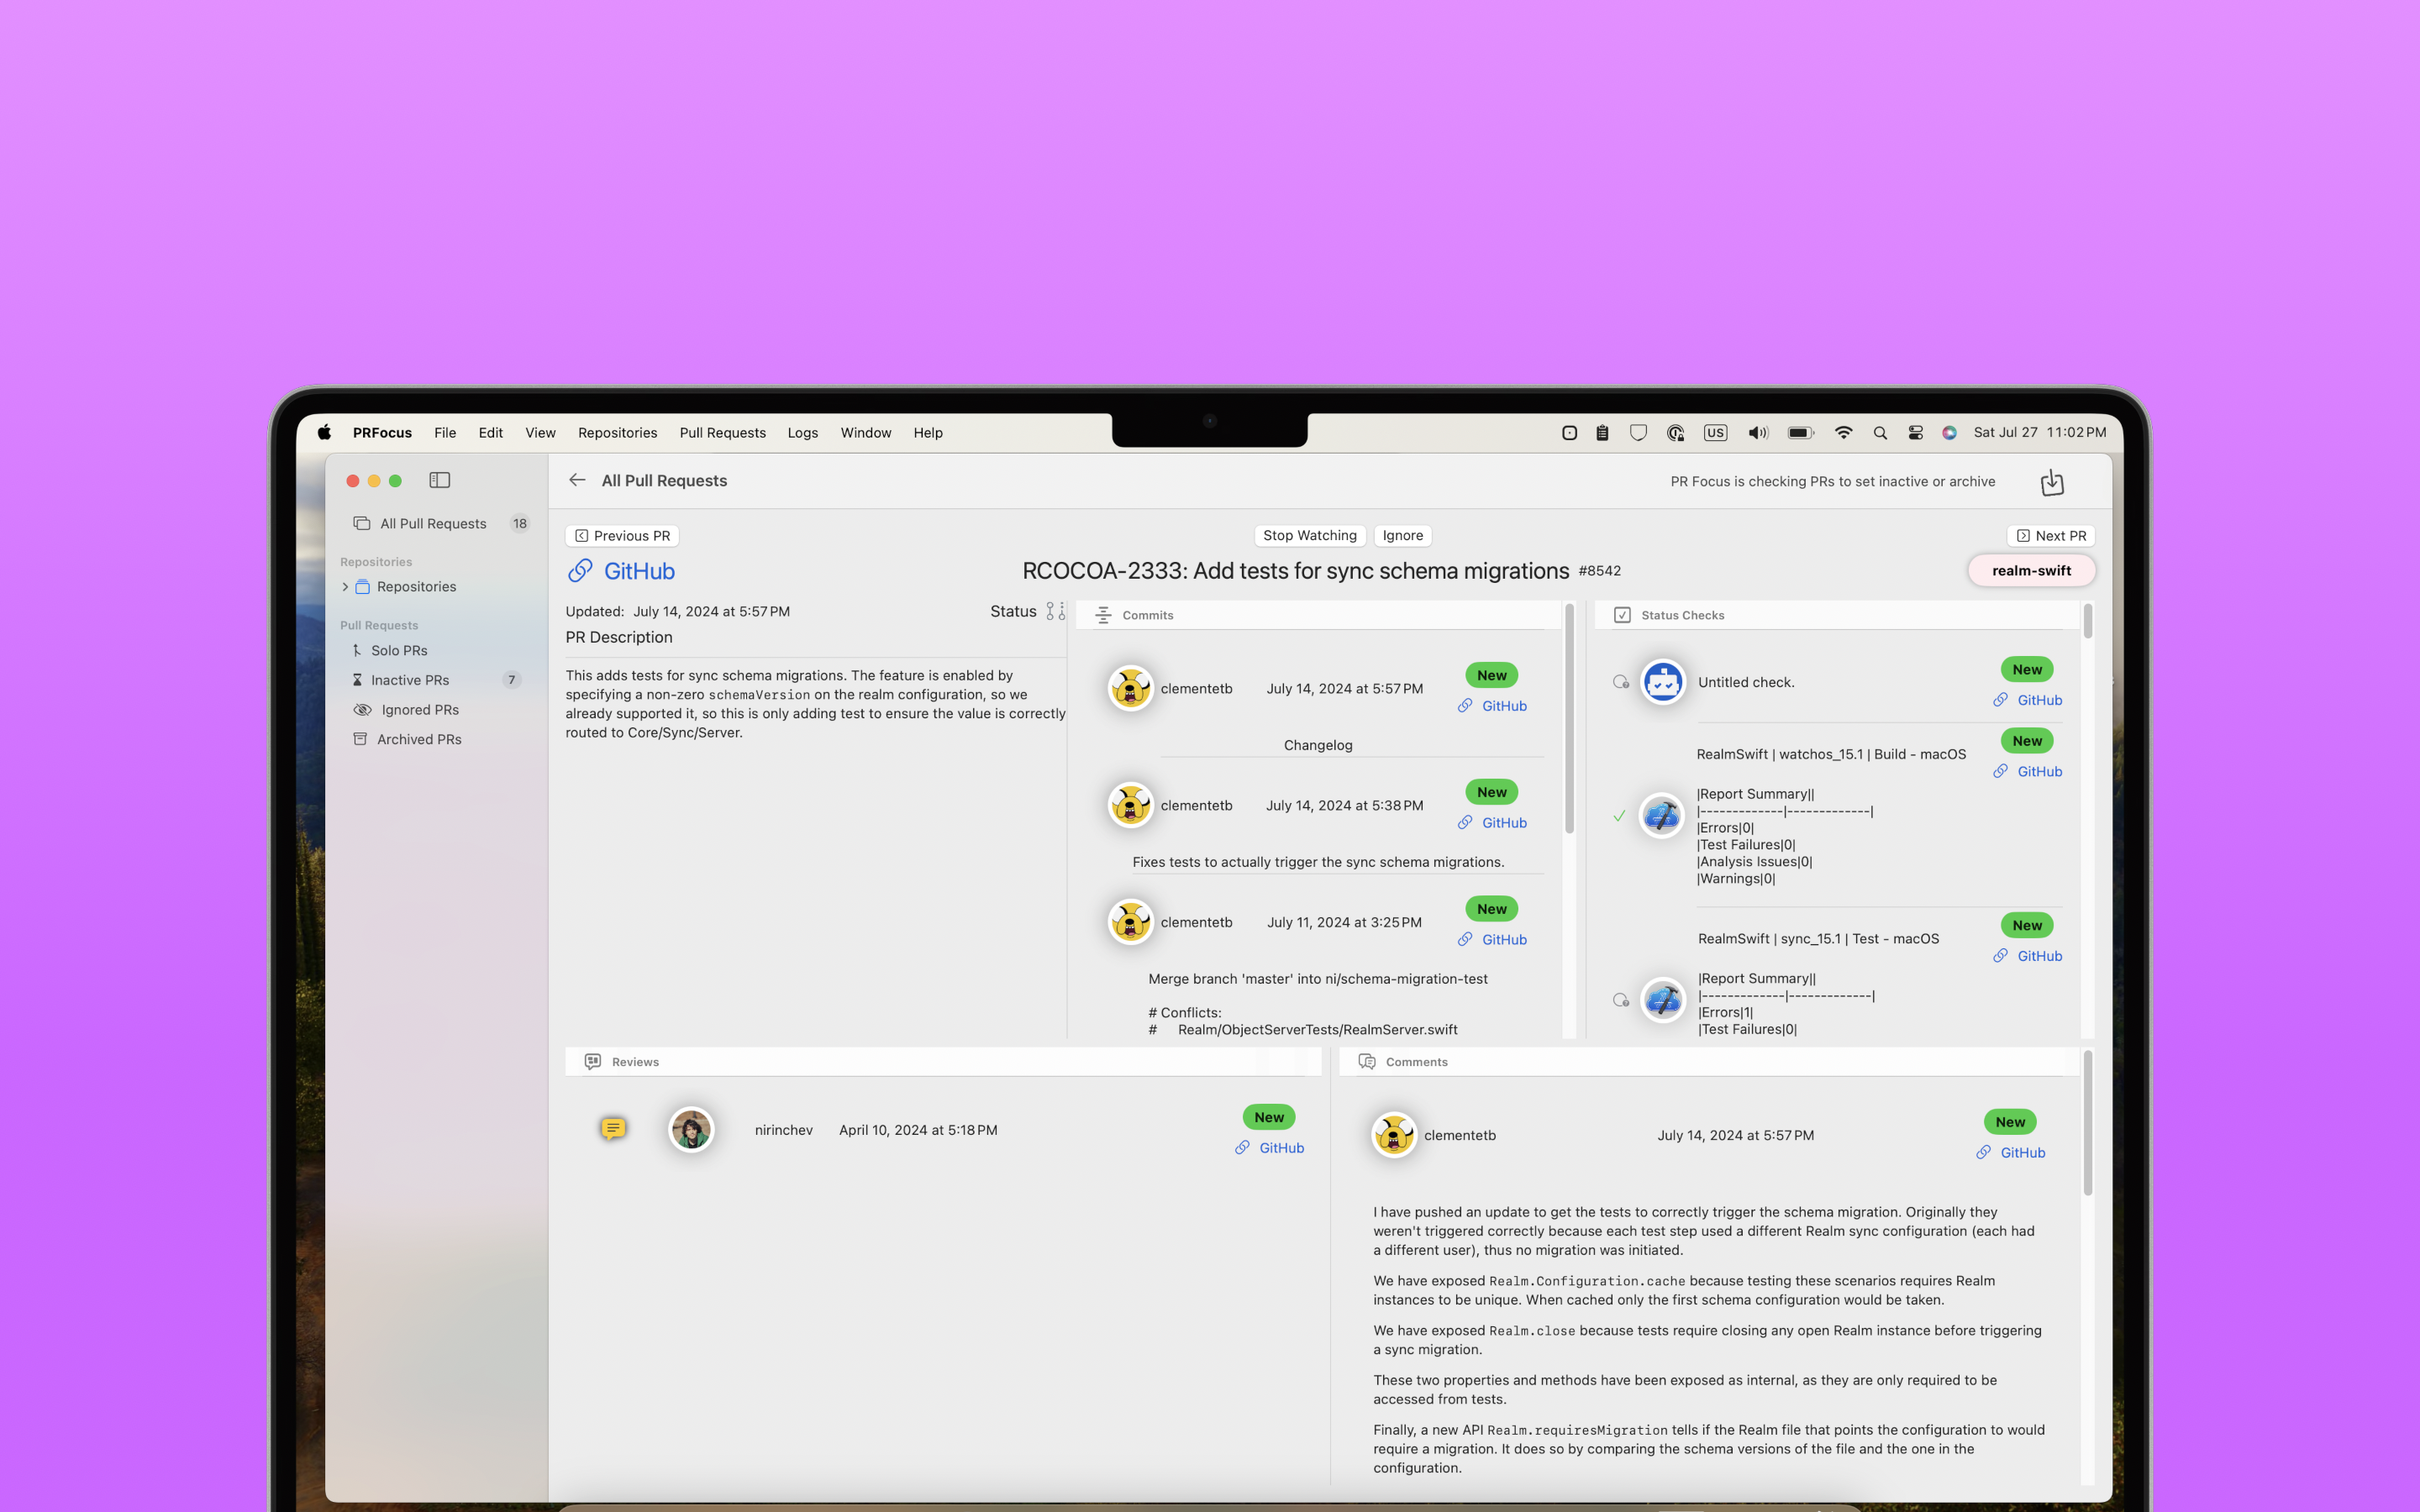 PRFocus File Edit View Repositories Pull Requests Logs Window Help
US Sat Jul 27 11:02 PM
All Pull Requests 18
Repositories
Repositories
Pull Requests
Solo PRs
Inactive PRs 7
Ignored PRs
Archived PRs
All Pull Requests
PR Focus is checking PRs to set inactive or archive
Previous PR
Stop Watching
Ignore
Next PR
GitHub
RCOCOA-2333: Add tests for sync schema migrations #8542
realm-swift
Updated: July 14, 2024 at 5:57 PM
Status
PR Description
This adds tests for sync schema migrations. The feature is enabled by
specifying a non-zero schemaVersion on the realm configuration, so we
already supported it, so this is only adding test to ensure the value is correctly
routed to Core/Sync/Server.
Commits
clementetb July 14, 2024 at 5:57 PM
New
GitHub
Changelog
clementetb July 14, 2024 at 5:38 PM
New
GitHub
Fixes tests to actually trigger the sync schema migrations.
clementetb July 11, 2024 at 3:25 PM
New
GitHub
Merge branch 'master' into ni/schema-migration-test
# Conflicts:
# Realm/ObjectServerTests/RealmServer.swift
Status Checks
Untitled check.
New
GitHub
RealmSwift | watchos_15.1 | Build - macOS
New
GitHub
|Report Summary||
|-------------|-------------|
|Errors|0|
|Test Failures|0|
|Analysis Issues|0|
|Warnings|0|
RealmSwift | sync_15.1 | Test - macOS
New
GitHub
|Report Summary||
|-------------|-------------|
|Errors|1|
|Test Failures|0|
Reviews
nirinchev April 10, 2024 at 5:18 PM
New
GitHub
Comments
clementetb July 14, 2024 at 5:57 PM
New
GitHub
I have pushed an update to get the tests to correctly trigger the schema migration. Originally they
weren't triggered correctly because each test step used a different Realm sync configuration (each had
a different user), thus no migration was initiated.
We have exposed Realm.Configuration.cache because testing these scenarios requires Realm
instances to be unique. When cached only the first schema configuration would be taken.
We have exposed Realm.close because tests require closing any open Realm instance before triggering
a sync migration.
These two properties and methods have been exposed as internal, as they are only required to be
accessed from tests.
Finally, a new API Realm.requiresMigration tells if the Realm file that points the configuration to would
require a migration. It does so by comparing the schema versions of the file and the one in the
configuration.